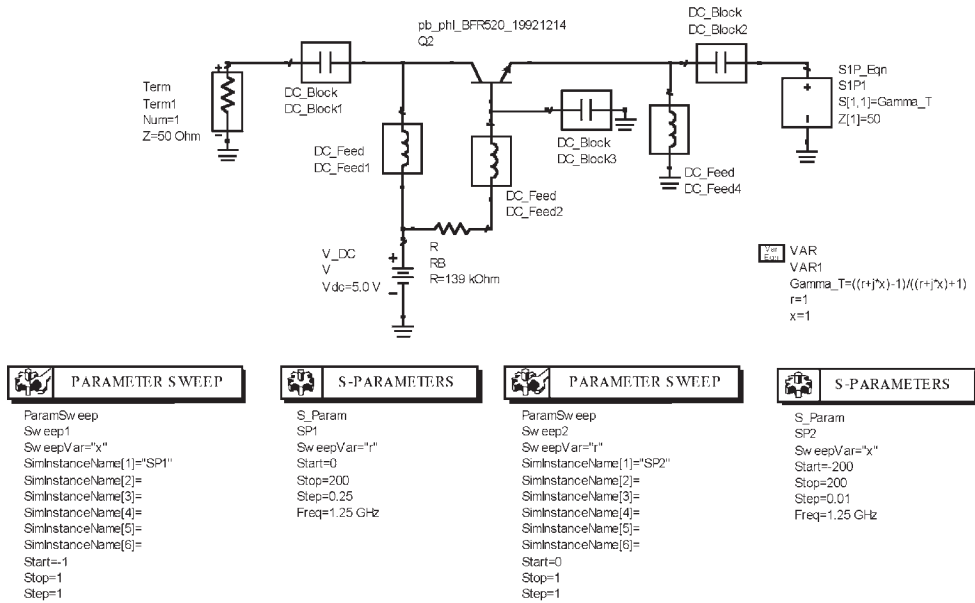 pb_phl_BFR520_19921214
Q2
DC_Block
DC_Block2
Term
Term1
Num=1
Z=50 Ohm
DC_Block
DC_Block1
S1P_Eqn
S1P1
S[1,1]=Gamma_T
Z[1]=50
DC_Feed
DC_Feed1
DC_Block
DC_Block3
DC_Feed
DC_Feed2
DC_Feed
DC_Feed4
V_DC
V
Vdc=5.0 V
R
RB
R=139 kOhm
Var
Eqn
VAR
VAR1
Gamma_T=((r+j*x)-1)/((r+j*x)+1)
r=1
x=1
PARAMETER SWEEP
ParamSweep
Sweep1
SweepVar="x"
SimInstanceName[1]="SP1"
SimInstanceName[2]=
SimInstanceName[3]=
SimInstanceName[4]=
SimInstanceName[5]=
SimInstanceName[6]=
Start=-1
Stop=1
Step=1
S-PARAMETERS
S_Param
SP1
SweepVar="r"
Start=0
Stop=200
Step=0.25
Freq=1.25 GHz
PARAMETER SWEEP
ParamSweep
Sweep2
SweepVar="r"
SimInstanceName[1]="SP2"
SimInstanceName[2]=
SimInstanceName[3]=
SimInstanceName[4]=
SimInstanceName[5]=
SimInstanceName[6]=
Start=0
Stop=1
Step=1
S-PARAMETERS
S_Param
SP2
SweepVar="x"
Start=-200
Stop=200
Step=0.01
Freq=1.25 GHz